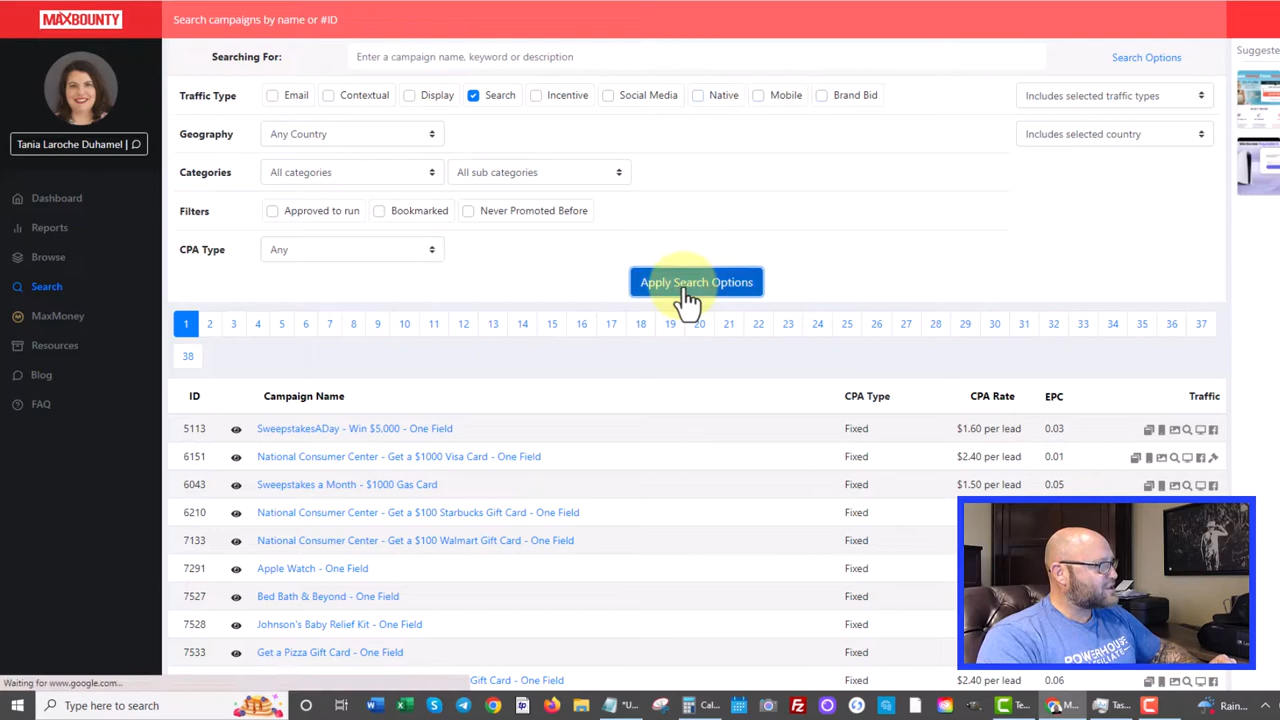 MAXBOUNTY
Search campaigns by name or #ID
Searching For:
Enter a campaign name, keyword or description
Search Options
Suggeste
Traffic Type
Email
Contextual
Display
Search
Incentive
Social Media
Native
Mobile
Brand Bid
Includes selected traffic types
Geography
Any Country
Includes selected country
Tania Laroche Duhamel |
Categories
All categories
All sub categories
Dashboard
Filters
Approved to run
Bookmarked
Never Promoted Before
Reports
CPA Type
Any
Browse
Apply Search Options
Search
MaxMoney
1 2 3 4 5 6 7 8 9 10 11 12 13 14 15 16 17 18 19 20 21 22 23 24 25 26 27 28 29 30 31 32 33 34 35 36 37
Resources
38
Blog
FAQ
ID Campaign Name CPA Type CPA Rate EPC Traffic
5113 SweepstakesADay - Win $5,000 - One Field Fixed $1.60 per lead 0.03
6151 National Consumer Center - Get a $1000 Visa Card - One Field Fixed $2.40 per lead 0.01
6043 Sweepstakes a Month - $1000 Gas Card Fixed $1.50 per lead 0.05
6210 National Consumer Center - Get a $100 Starbucks Gift Card - One Field Fixed
7133 National Consumer Center - Get a $100 Walmart Gift Card - One Field Fixed
7291 Apple Watch - One Field Fixed
7527 Bed Bath & Beyond - One Field Fixed
7528 Johnson's Baby Relief Kit - One Field Fixed
7533 Get a Pizza Gift Card - One Field Fixed
Gift Card - One Field Fixed $2.40 per lead 0.06
Waiting for www.google.com...
POWERHOUSE
Type here to search
"U...
Cal...
Te...
M...
Tas...
Rain...